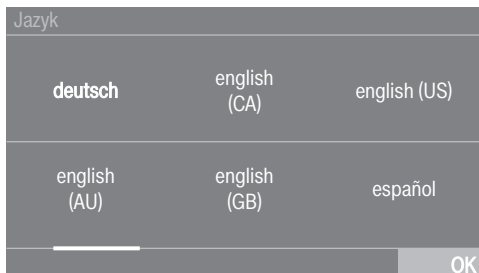 Jazyk
deutsch
english
(CA)
english (US)
english
(AU)
english
(GB)
español
OK